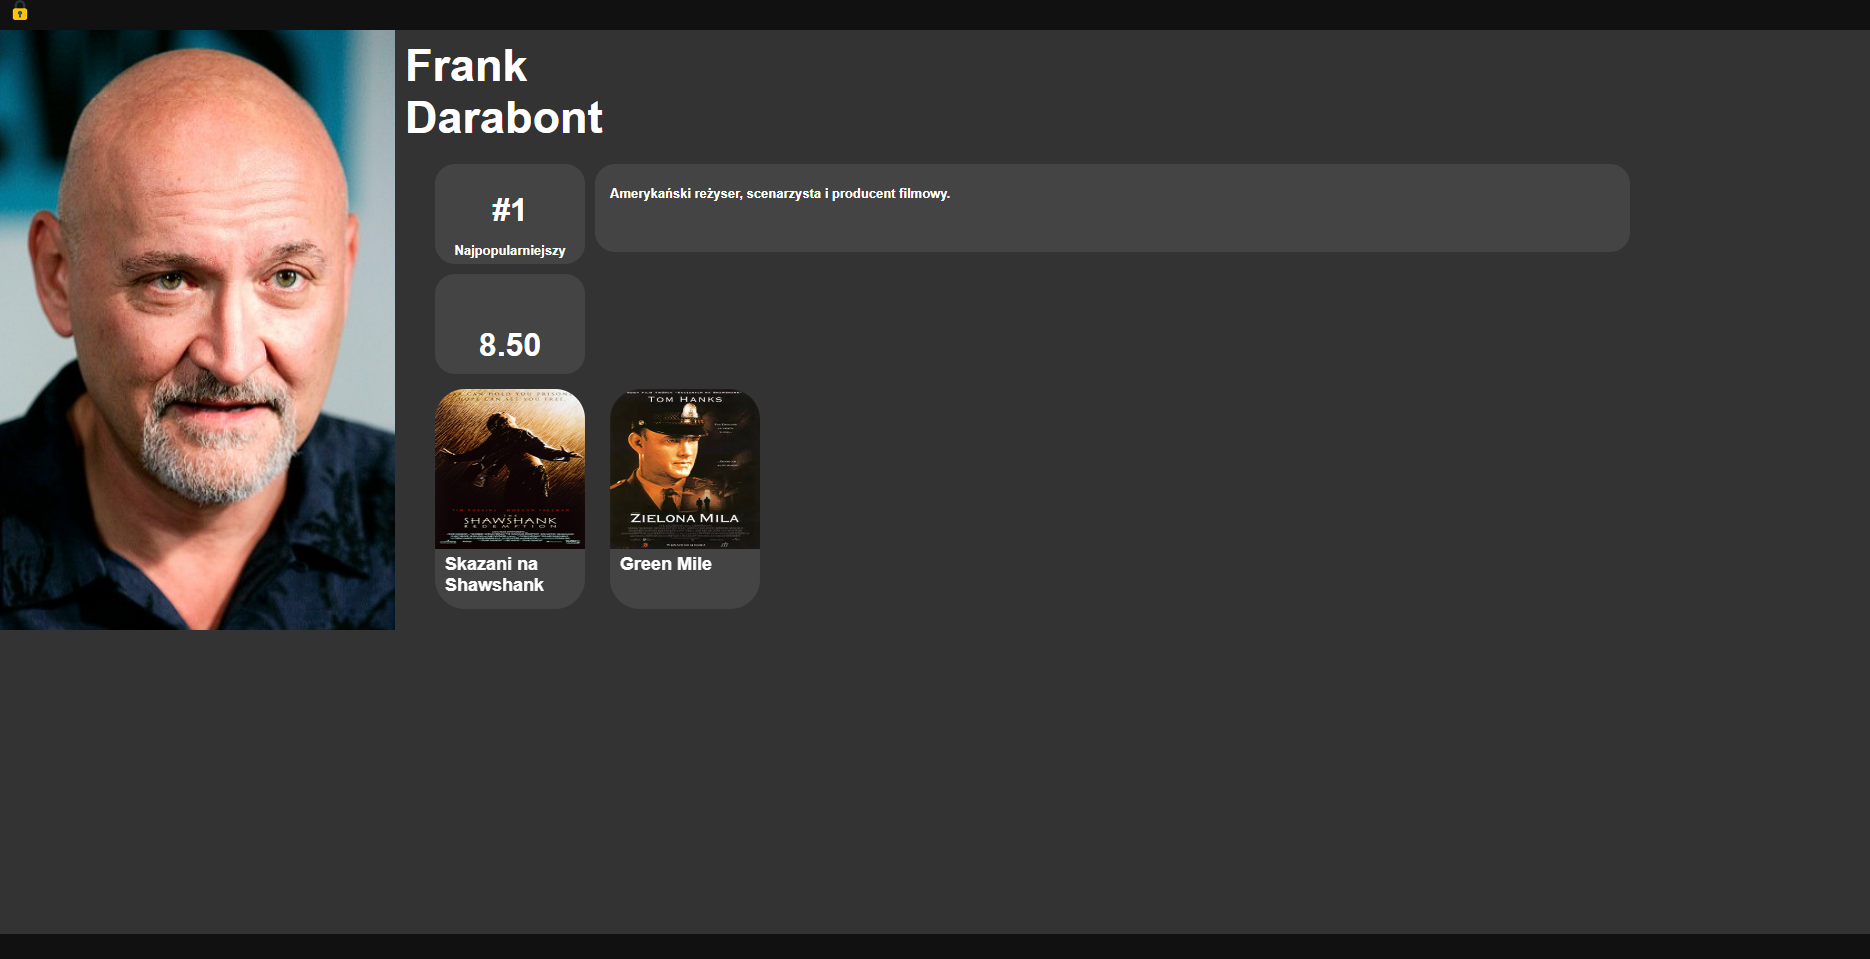 Frank
Darabont
#1
Najpopularniejszy
Amerykański reżyser, scenarzysta i producent filmowy.
8.50
TOM HANKS
THE
SHAWSHANK
REDEMPTION
ZIELONA MILA
Skazani na
Shawshank
Green Mile